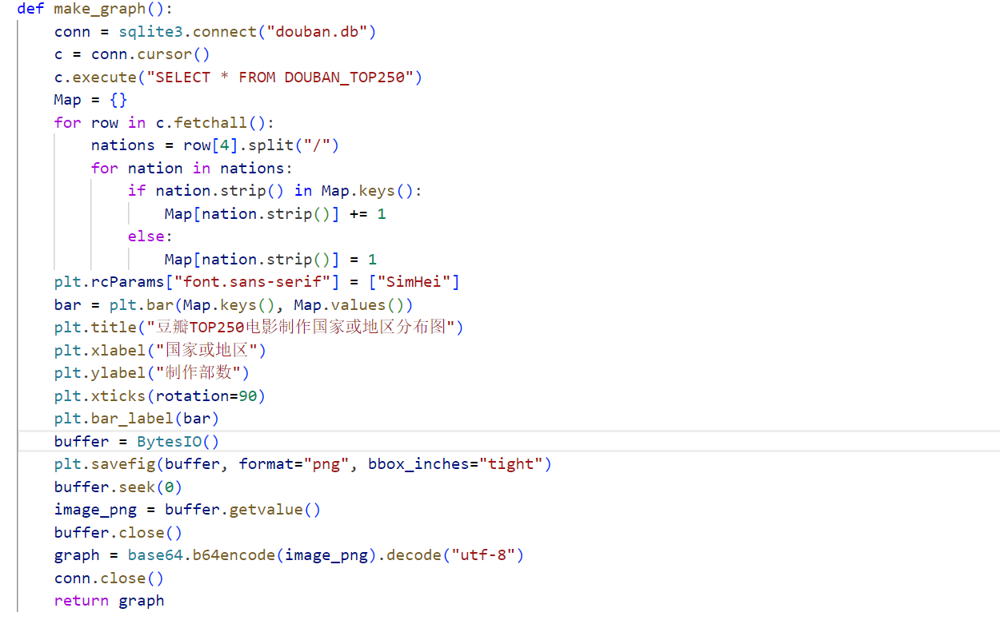 def make_graph():
    conn = sqlite3.connect("douban.db")
    c = conn.cursor()
    c.execute("SELECT * FROM DOUBAN_TOP250")
    Map = {}
    for row in c.fetchall():
        nations = row[4].split("/")
        for nation in nations:
            if nation.strip() in Map.keys():
                Map[nation.strip()] += 1
            else:
                Map[nation.strip()] = 1
    plt.rcParams["font.sans-serif"] = ["SimHei"]
    bar = plt.bar(Map.keys(), Map.values())
    plt.title("豆瓣TOP250电影制作国家或地区分布图")
    plt.xlabel("国家或地区")
    plt.ylabel("制作部数")
    plt.xticks(rotation=90)
    plt.bar_label(bar)
    buffer = BytesIO()
    plt.savefig(buffer, format="png", bbox_inches="tight")
    buffer.seek(0)
    image_png = buffer.getvalue()
    buffer.close()
    graph = base64.b64encode(image_png).decode("utf-8")
    conn.close()
    return graph